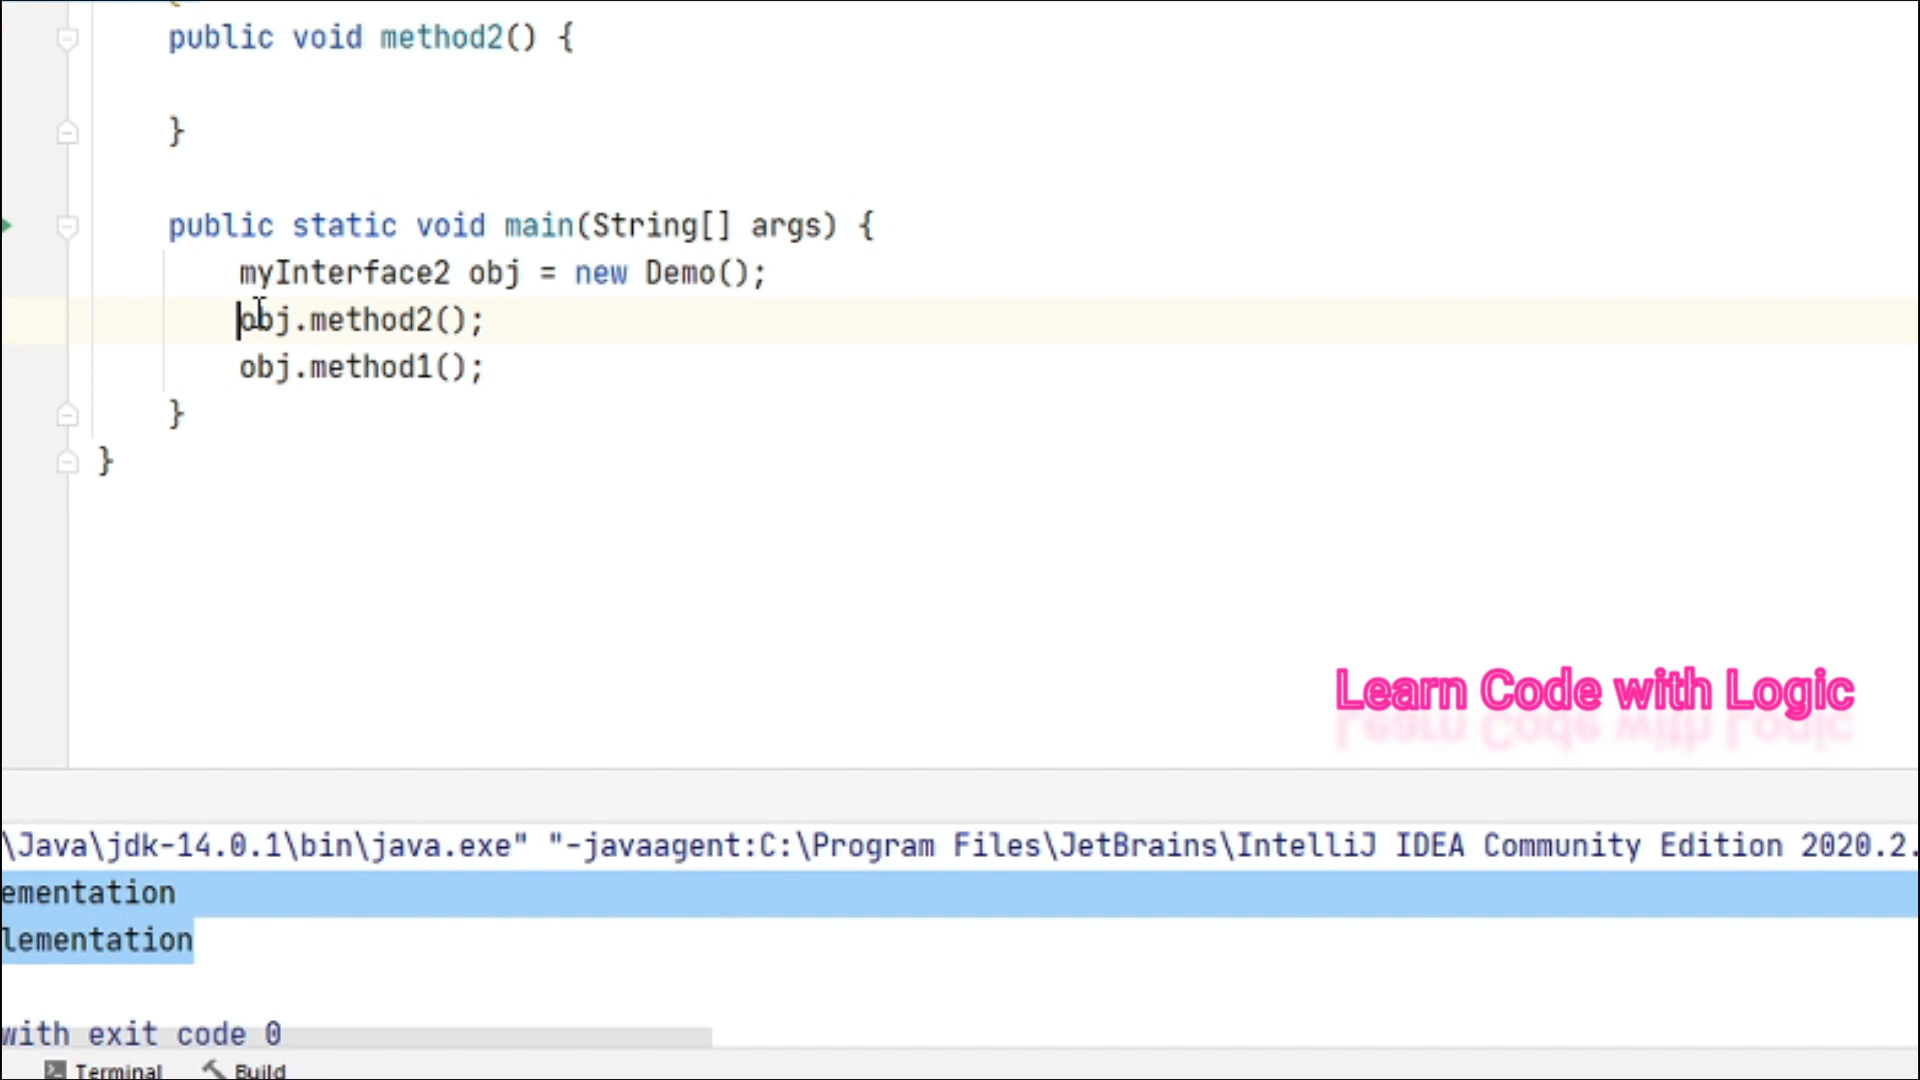 public void method2() {
}
public static void main(String[] args) {
myInterface2 obj = new Demo();
obj.method2();
obj.method1();
}
}
Learn Code with Logic
\Java\jdk-14.0.1\bin\java.exe" "-javaagent:C:\Program Files\JetBrains\IntelliJ IDEA Community Edition 2020.2.
ementation
lementation
with exit code 0
Terminal Build